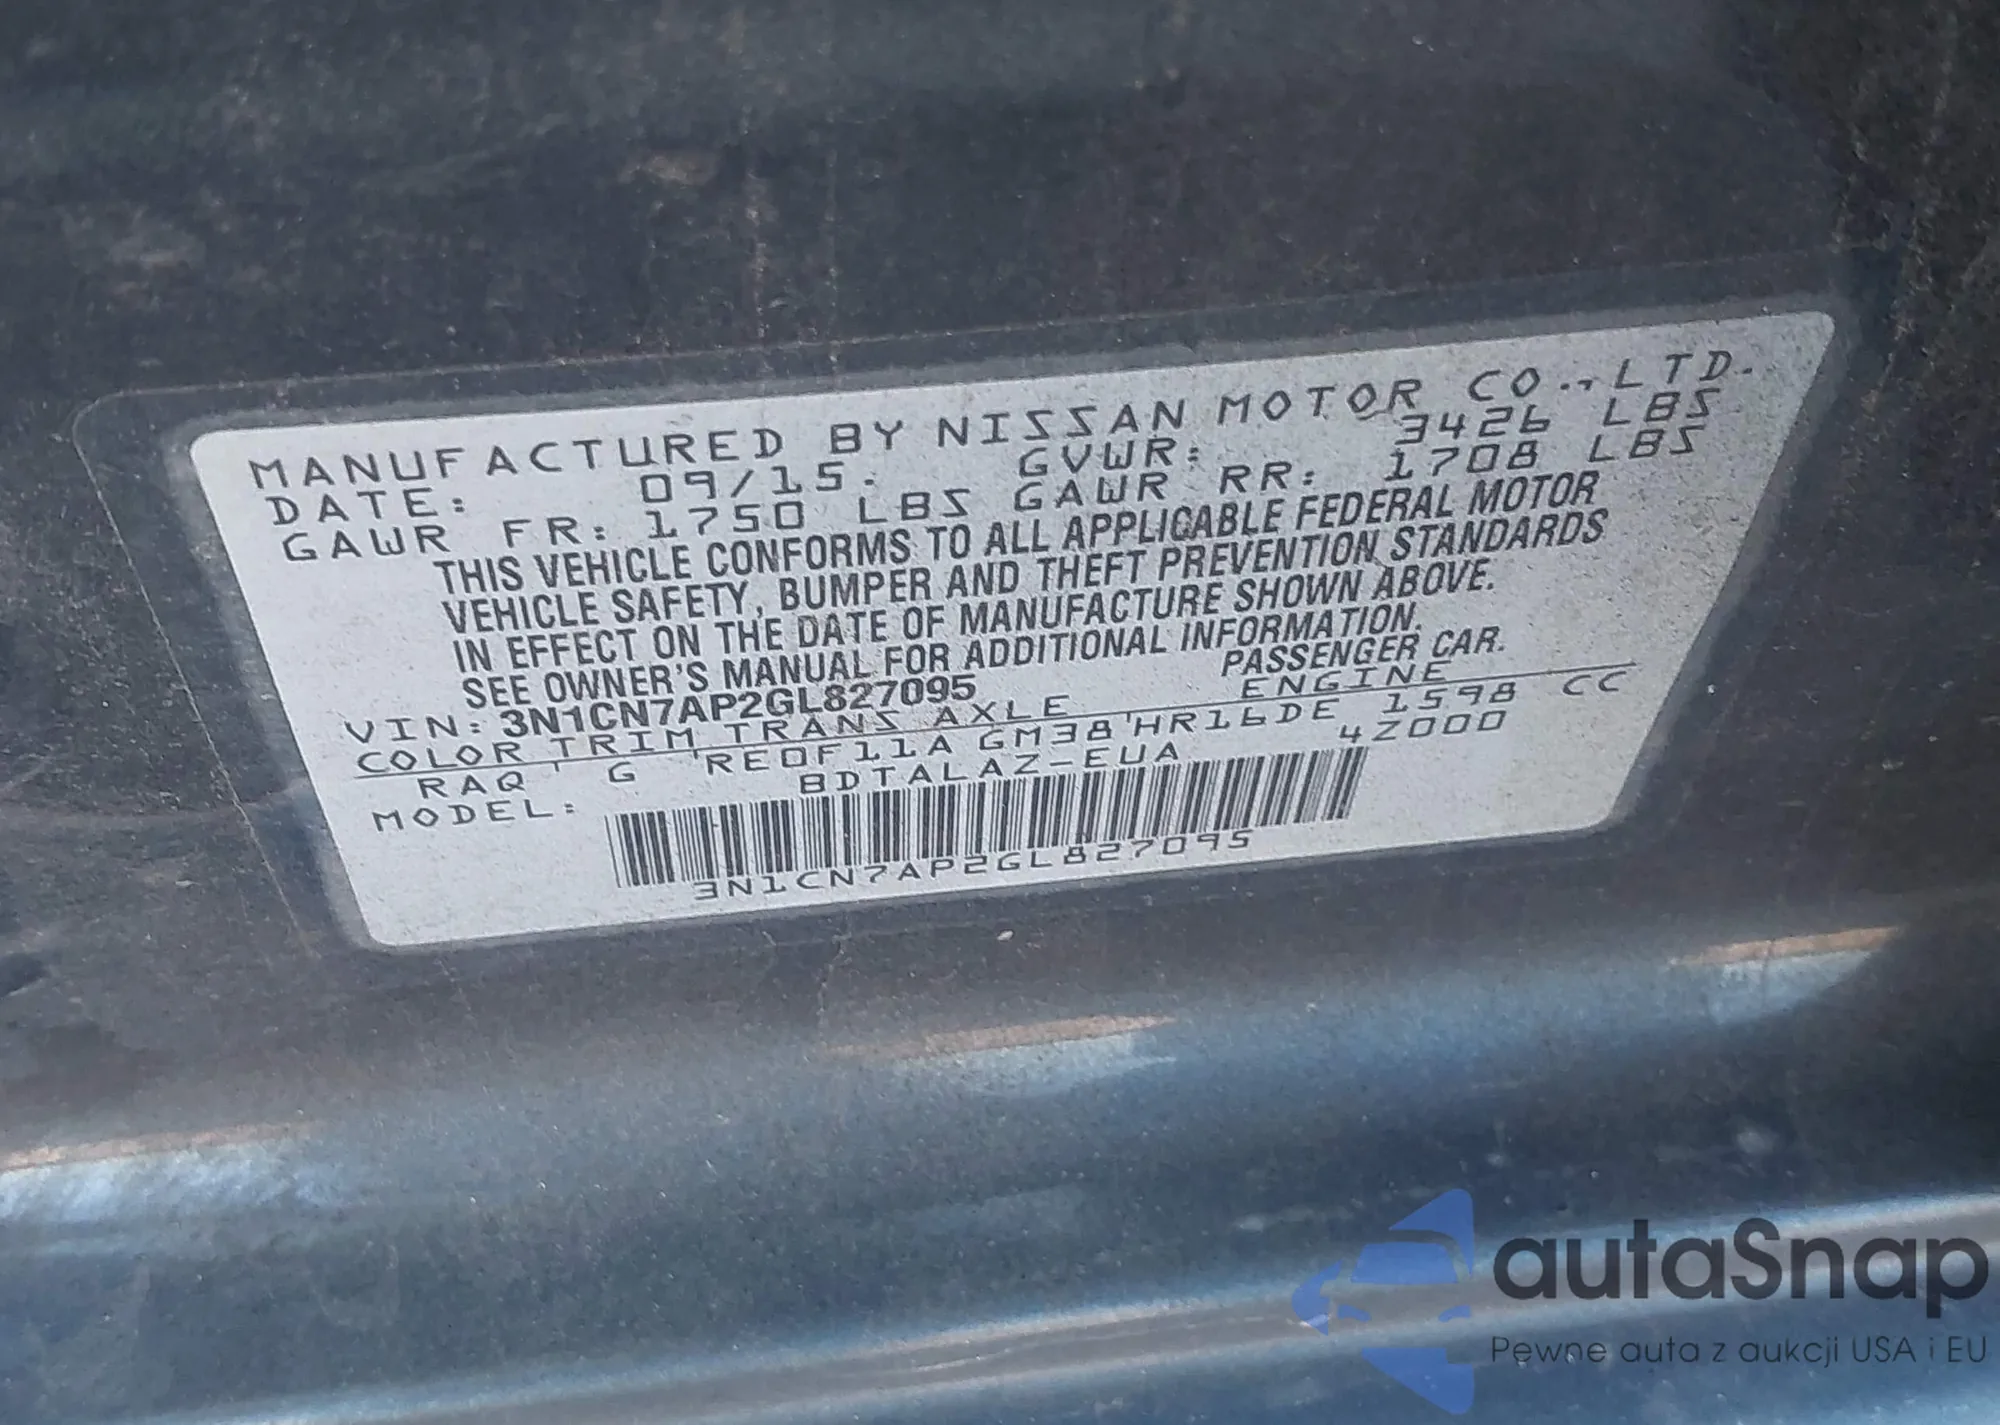 MANUFACTURED BY NISSAN MOTOR CO., LTD.
DATE: 09/15. GVWR: 3426 LBS
GAWR FR: 1750 LBS GAWR RR: 1708 LBS
THIS VEHICLE CONFORMS TO ALL APPLICABLE FEDERAL MOTOR
VEHICLE SAFETY, BUMPER AND THEFT PREVENTION STANDARDS
IN EFFECT ON THE DATE OF MANUFACTURE SHOWN ABOVE.
SEE OWNER'S MANUAL FOR ADDITIONAL INFORMATION.
VIN: 3N1CN7AP2GL827095 PASSENGER CAR.
COLOR TRIM TRANS AXLE ENGINE
RAQ G RE0F11A GM38 HR16DE 1598 CC
MODEL: BDTALAZ-EUA 4Z000
3N1CN7AP2GL827095
autaSnap
Pewne auta z aukcji USA i EU